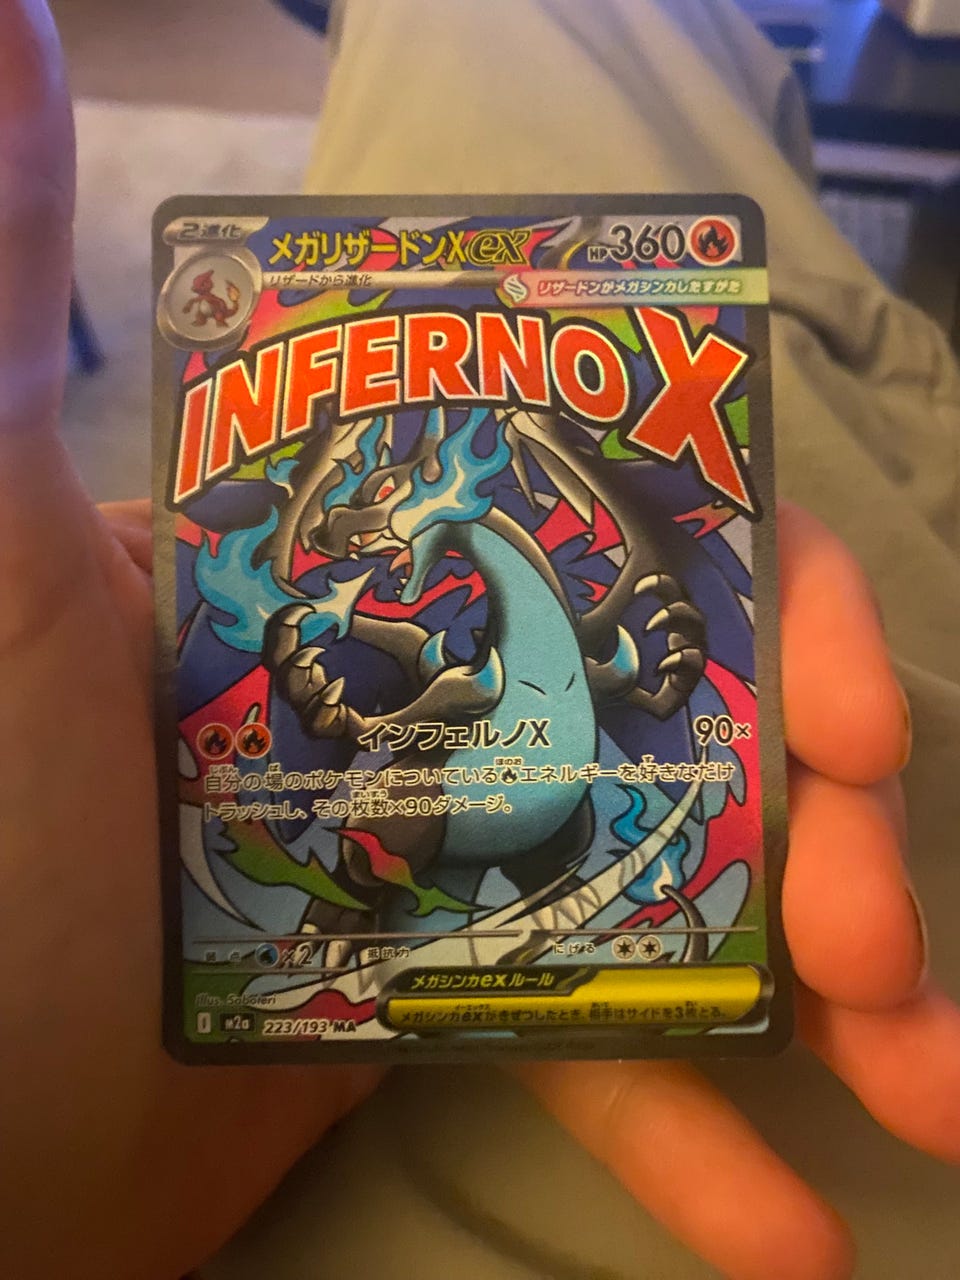 2進化
メガリザードンXex
HP360
リザードから進化
リザードンがメガシンカしたすがた
INFERNO X
インフェルノX 90×
自分の場のポケモンについているエネルギーを好きなだけ
トラッシュし、その枚数×90ダメージ。
弱点 ×2 抵抗力 にげる
メガシンカexルール
メガシンカexがきぜつしたとき、相手はサイドを3枚とる。
Illus. Saboteri
I m2a 223/193 MA